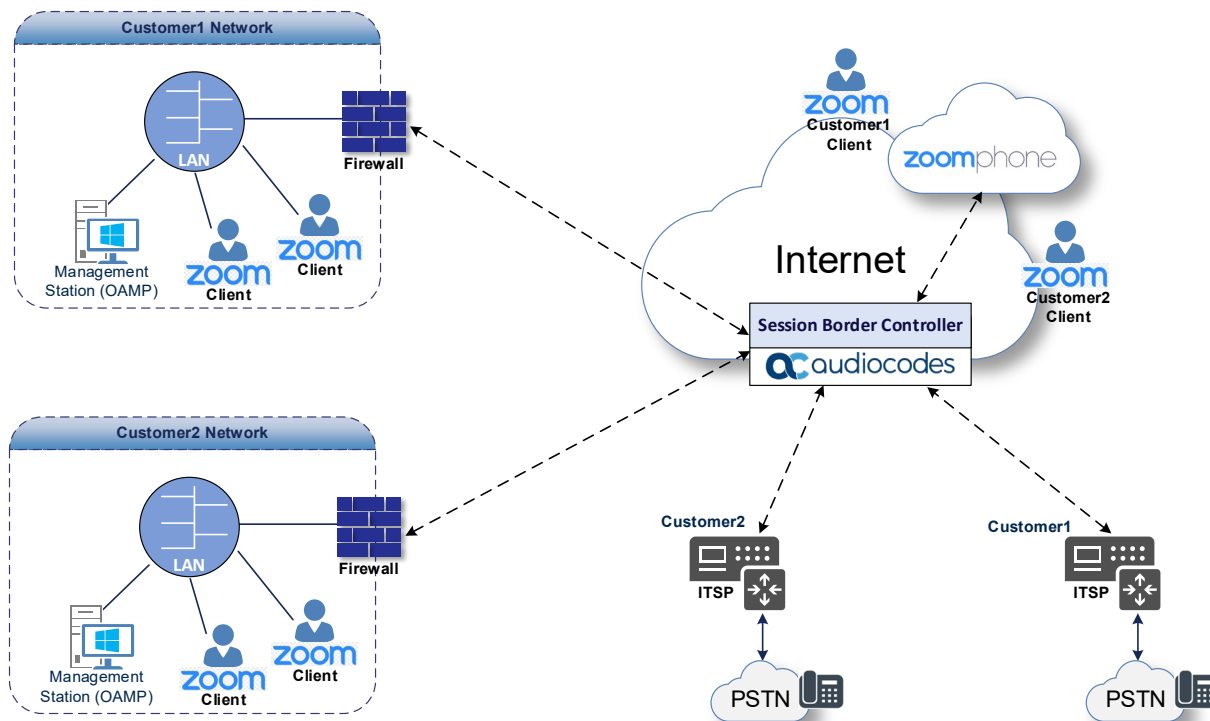 Customer1 Network
LAN
Firewall
Management
Station (OAMP)
zoom
Client
zoom
Client
zoom
Customer1
Client
zoomphone
Internet
zoom
Customer2
Client
Session Border Controller
ac audiocodes
Customer2 Network
LAN
Firewall
Management
Station (OAMP)
zoom
Client
zoom
Client
Customer2
ITSP
PSTN
Customer1
ITSP
PSTN